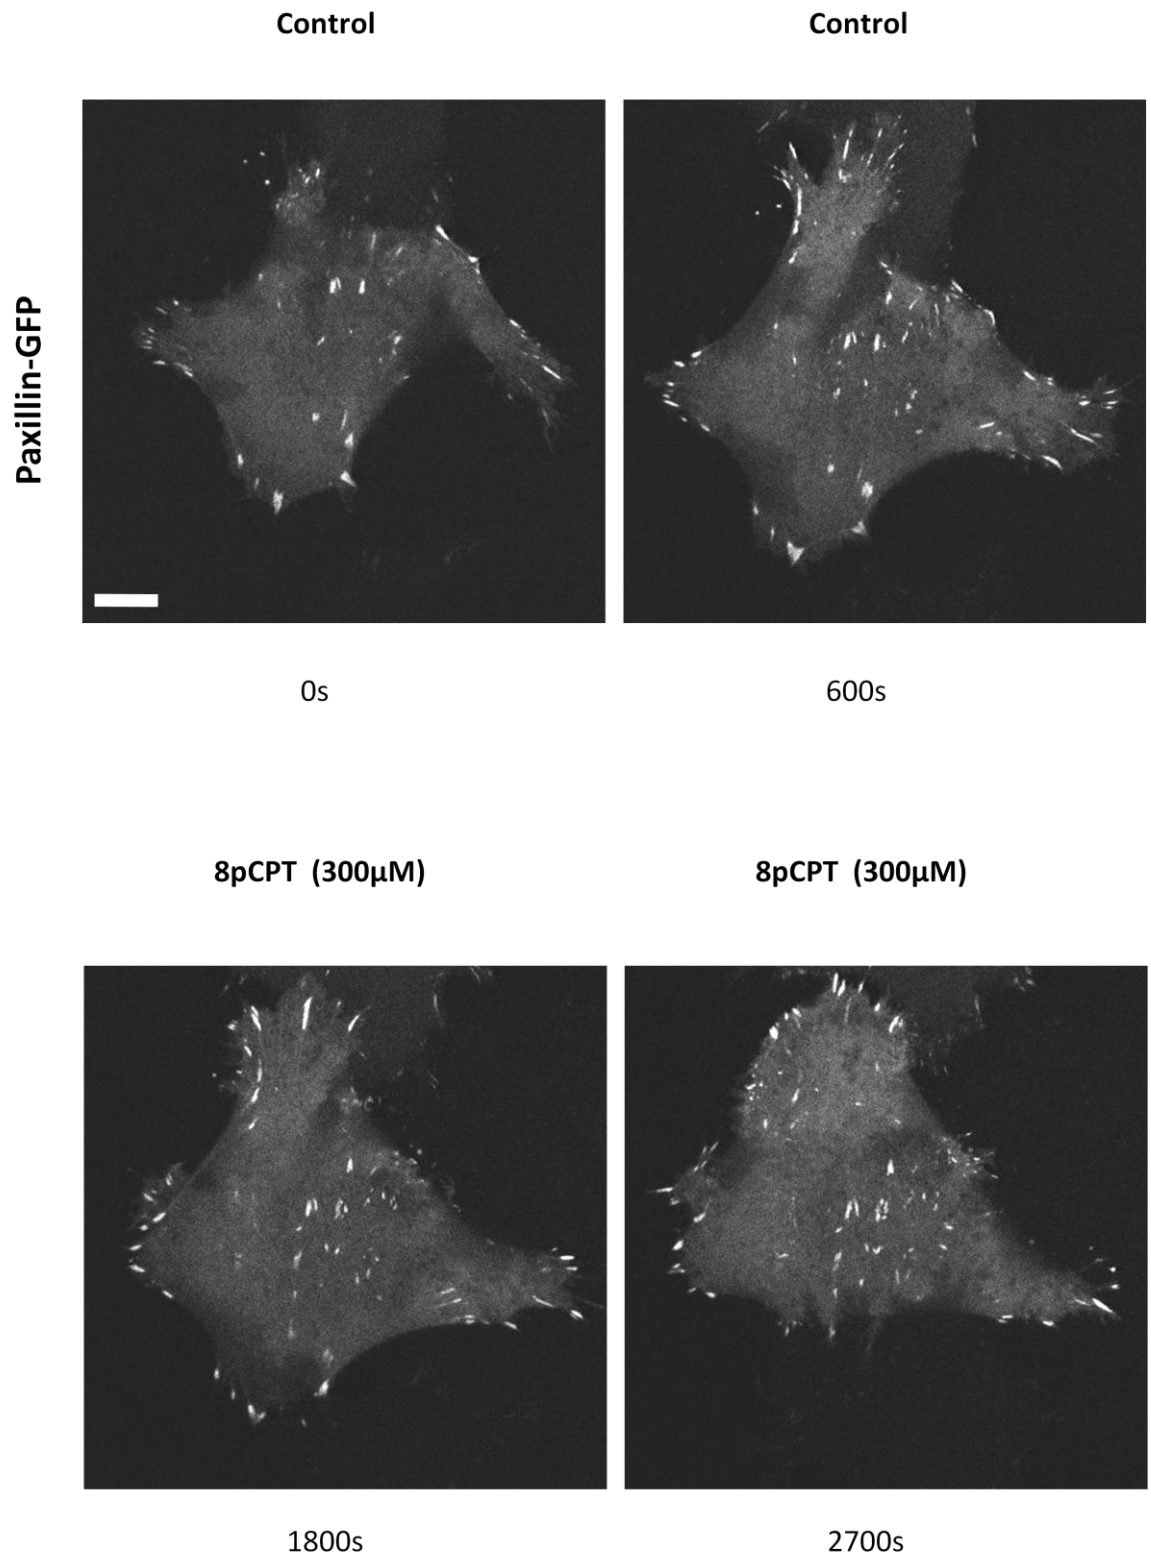 Control
Control
Paxillin-GFP
0s
600s
8pCPT (300µM)
8pCPT (300µM)
1800s
2700s